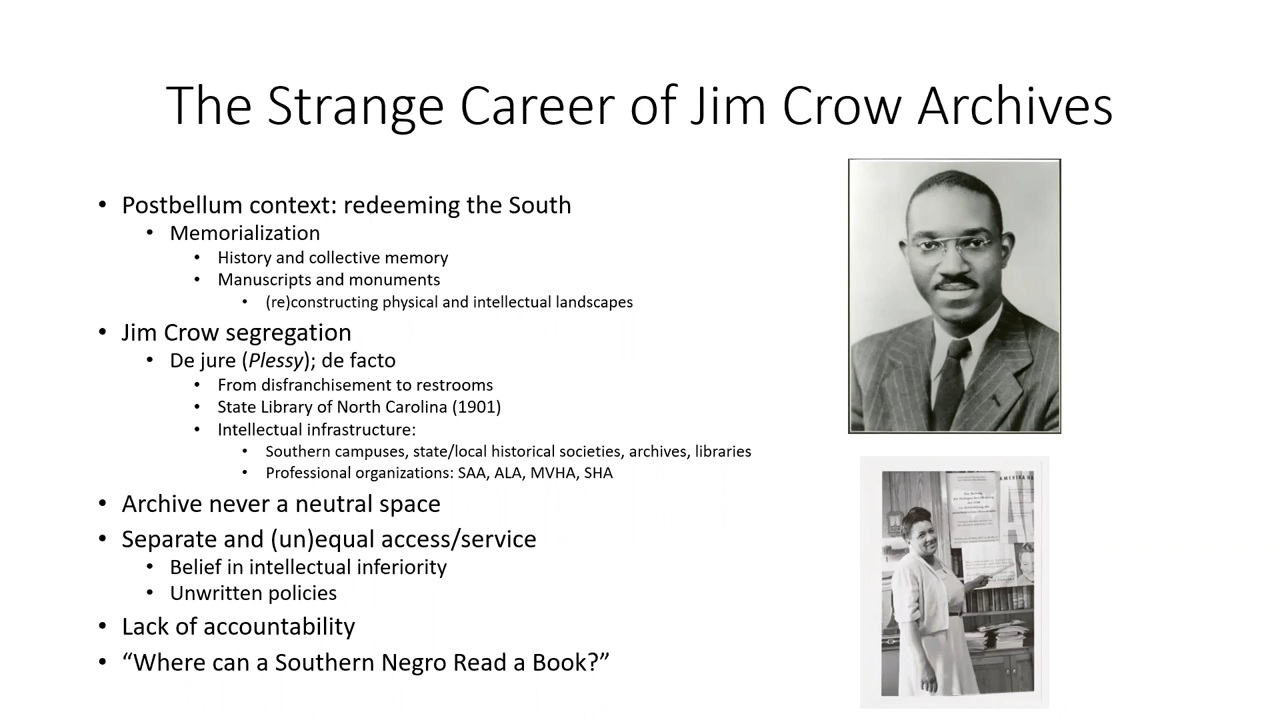 The Strange Career of Jim Crow Archives
• Postbellum context: redeeming the South
• Memorialization
• History and collective memory
• Manuscripts and monuments
• (re)constructing physical and intellectual landscapes
• Jim Crow segregation
• De jure (Plessy); de facto
• From disfranchisement to restrooms
• State Library of North Carolina (1901)
• Intellectual infrastructure:
• Southern campuses, state/local historical societies, archives, libraries
• Professional organizations: SAA, ALA, MVHA, SHA
• Archive never a neutral space
• Separate and (un)equal access/service
• Belief in intellectual inferiority
• Unwritten policies
• Lack of accountability
• “Where can a Southern Negro Read a Book?”